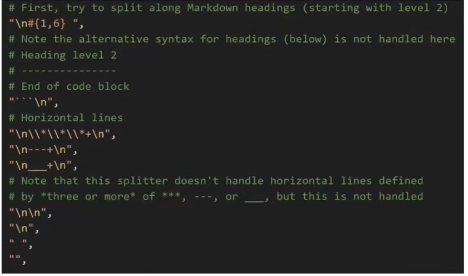 # First, try to split along Markdown headings (starting with level 2)
"\n#{1,6} ",
# Note the alternative syntax for headings (below) is not handled here
# Heading level 2
# ---------------
# End of code block
"```\n",
# Horizontal lines
"\n\\*\\*\\*+\n",
"\n---+\n",
"\n___+\n",
# Note that this splitter doesn't handle horizontal lines defined
# by *three or more* of ***, ---, or ___, but this is not handled
"\n\n",
"\n",
" ",
"",